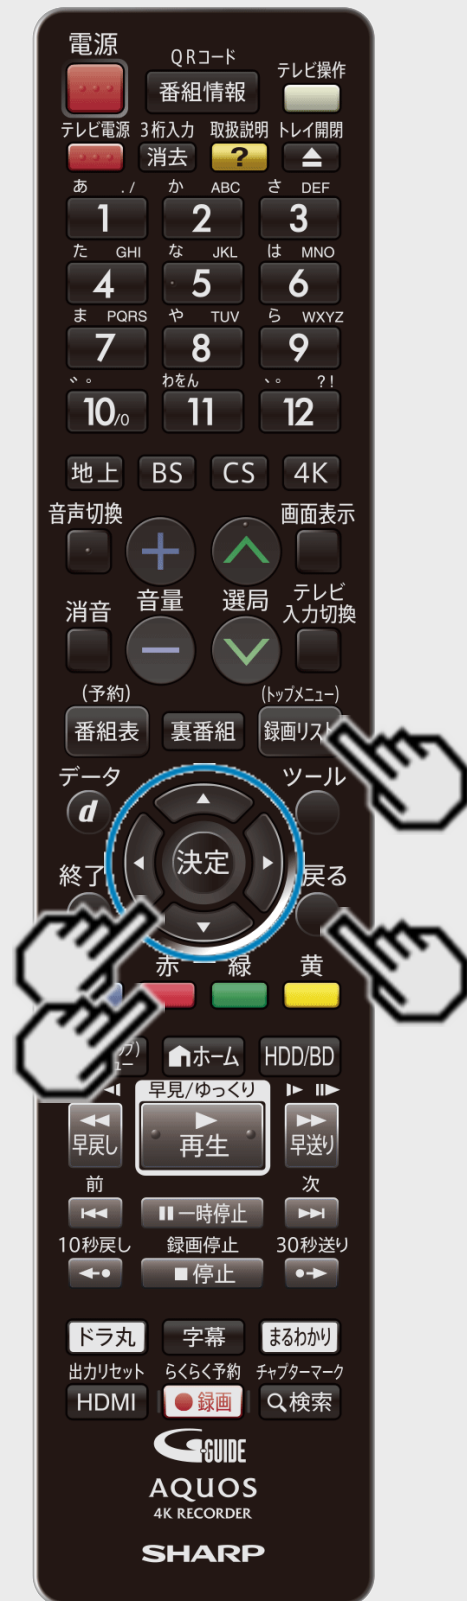 電源
QRコード
テレビ操作
番組情報
テレビ電源 3桁入力 取扱説明 トレイ開閉
消去 ?
あ ./ か ABC さ DEF
1 2 3
た GHI な JKL は MNO
4 5 6
ま PQRS や TUV ら WXYZ
7 8 9
゛゜ わをん 、。 ?!
10/0 11 12
地上 BS CS 4K
音声切換 画面表示
+
消音 音量 選局 テレビ
入力切換
−
(予約) (トップメニュー)
番組表 裏番組 録画リスト
データ ツール
d
決定
終了 戻る
赤 緑 黄
ホーム HDD/BD
早見/ゆっくり
早戻し 再生 早送り
前 次
一時停止
10秒戻し 録画停止 30秒送り
停止
ドラ丸 字幕 まるわかり
出力リセット らくらく予約 チャプターマーク
HDMI 録画 検索
G-GUIDE
AQUOS
4K RECORDER
SHARP